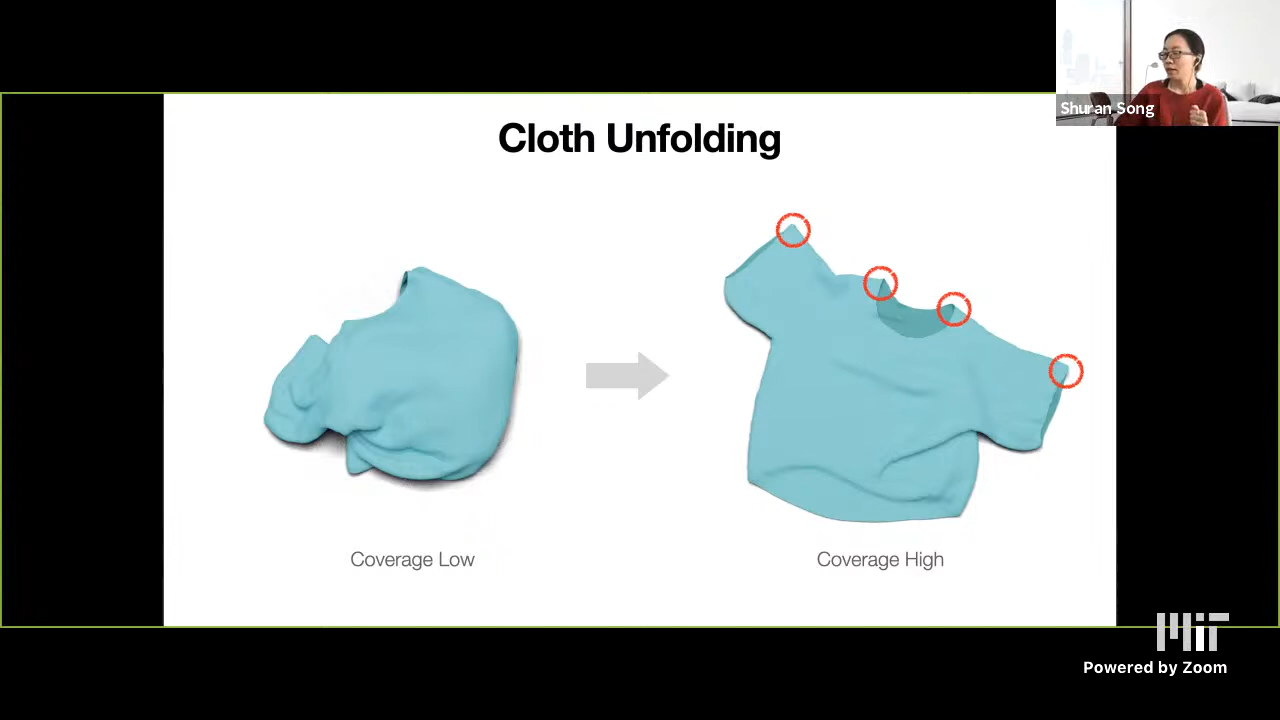 Shuran Song
Cloth Unfolding
Coverage Low
Coverage High
MIT
Powered by Zoom